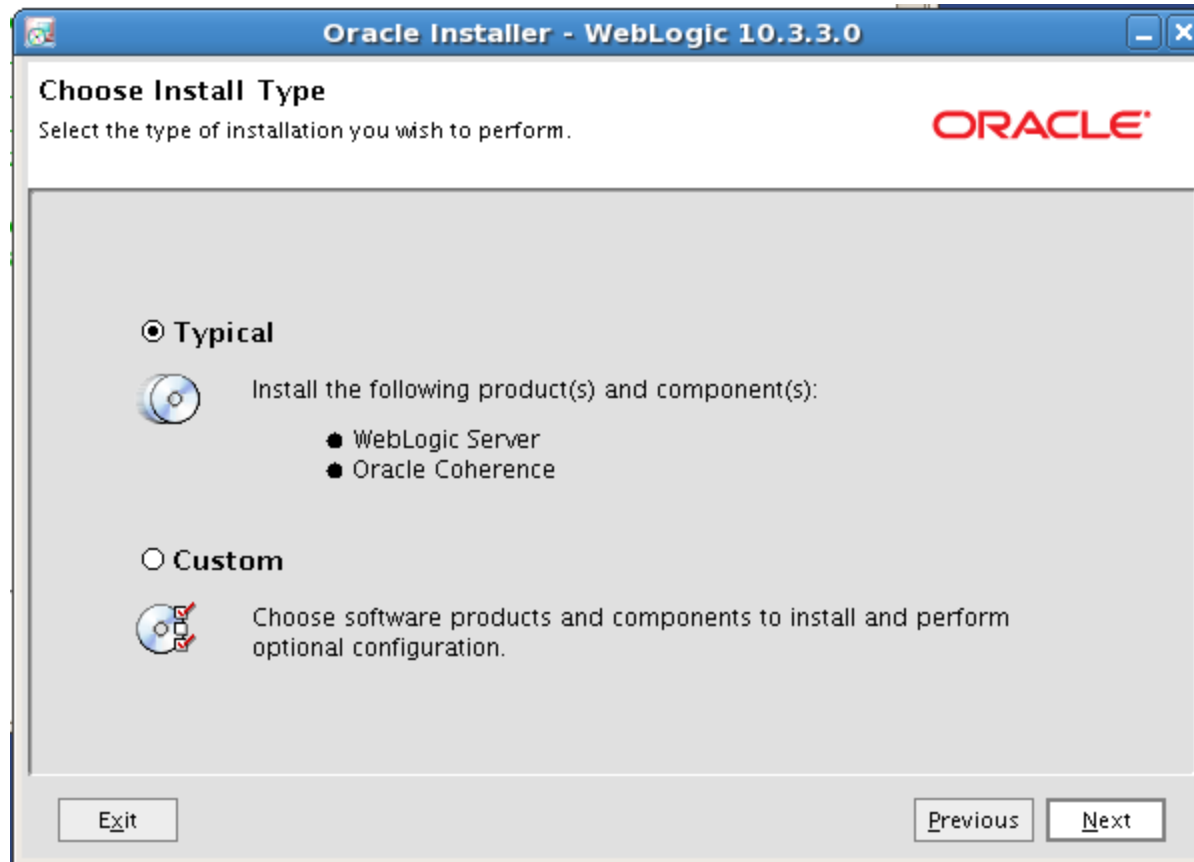 Oracle Installer - WebLogic 10.3.3.0
Choose Install Type
Select the type of installation you wish to perform.
ORACLE
Typical
Install the following product(s) and component(s):
WebLogic Server
Oracle Coherence
Custom
Choose software products and components to install and perform
optional configuration.
Exit
Previous
Next